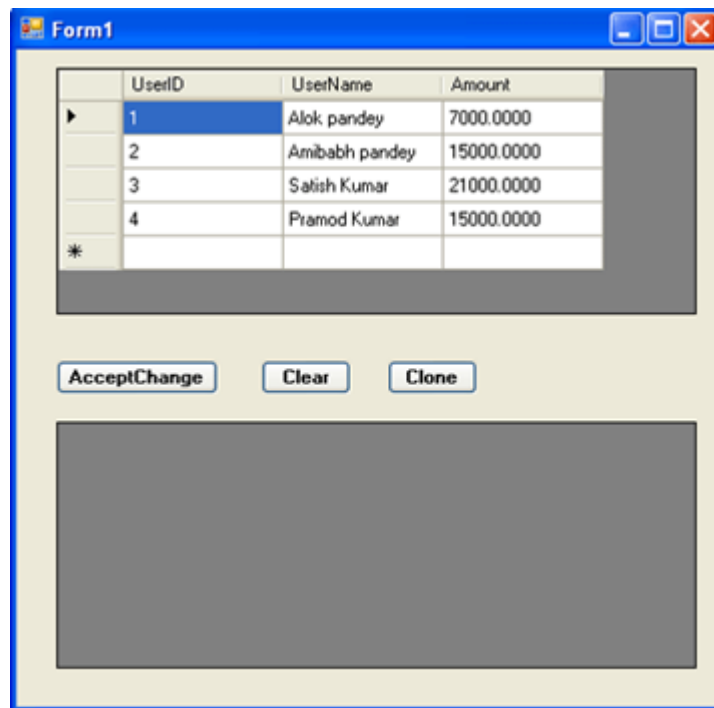 Form1
UserID UserName Amount
1 Alok pandey 7000.0000
2 Amibabh pandey 15000.0000
3 Satish Kumar 21000.0000
4 Pramod Kumar 15000.0000
AcceptChange Clear Clone